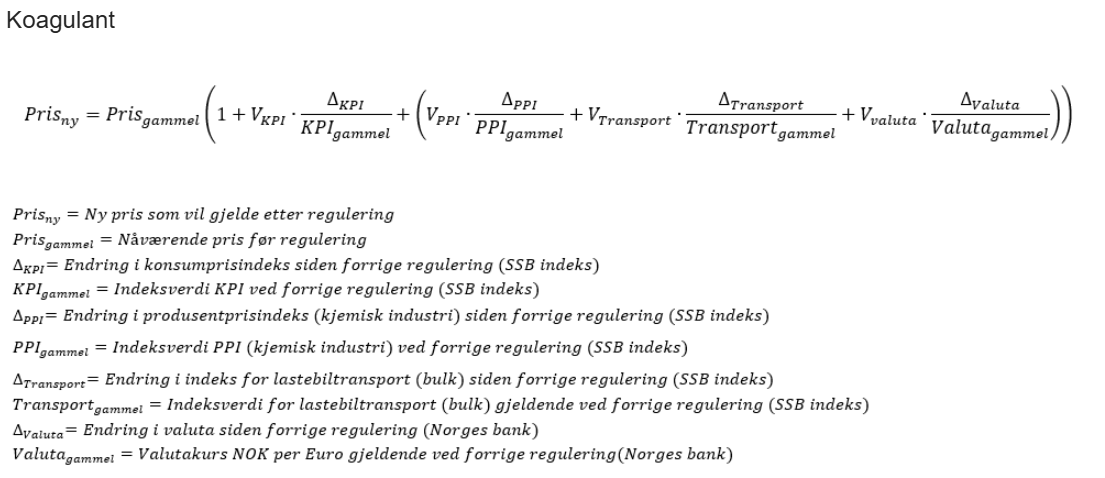 Koagulant
Pris_ny = Pris_gammel (1 + V_KPI · Δ_KPI / KPI_gammel + (V_PPI · Δ_PPI / PPI_gammel + V_Transport · Δ_Transport / Transport_gammel + V_valuta · Δ_Valuta / Valuta_gammel))
Pris_ny = Ny pris som vil gjelde etter regulering
Pris_gammel = Nåværende pris før regulering
Δ_KPI= Endring i konsumprisindeks siden forrige regulering (SSB indeks)
KPI_gammel = Indeksverdi KPI ved forrige regulering (SSB indeks)
Δ_PPI= Endring i produsentprisindeks (kjemisk industri) siden forrige regulering (SSB indeks)
PPI_gammel = Indeksverdi PPI (kjemisk industri) ved forrige regulering (SSB indeks)
Δ_Transport= Endring i indeks for lastebiltransport (bulk) siden forrige regulering (SSB indeks)
Transport_gammel = Indeksverdi for lastebiltransport (bulk) gjeldende ved forrige regulering (SSB indeks)
Δ_Valuta= Endring i valuta siden forrige regulering (Norges bank)
Valuta_gammel = Valutakurs NOK per Euro gjeldende ved forrige regulering(Norges bank)